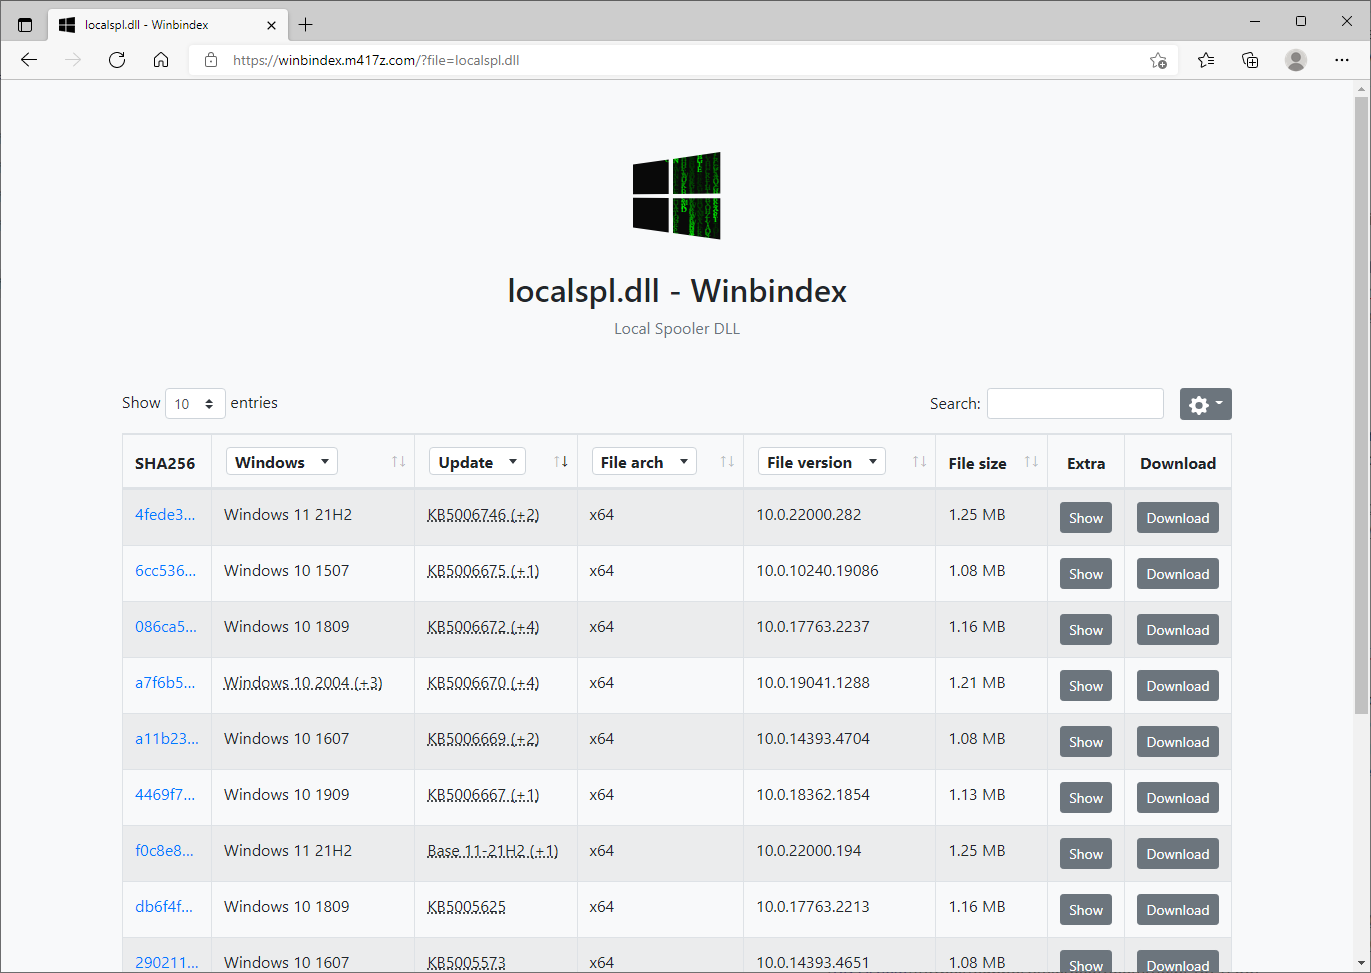 localspl.dll - Winbindex
https://winbindex.m417z.com/?file=localspl.dll
localspl.dll - Winbindex
Local Spooler DLL
Show 10 entries Search:
SHA256 Windows Update File arch File version File size Extra Download
4fede3... Windows 11 21H2 KB5006746 (+2) x64 10.0.22000.282 1.25 MB Show Download
6cc536... Windows 10 1507 KB5006675 (+1) x64 10.0.10240.19086 1.08 MB Show Download
086ca5... Windows 10 1809 KB5006672 (+4) x64 10.0.17763.2237 1.16 MB Show Download
a7f6b5... Windows 10 2004 (+3) KB5006670 (+4) x64 10.0.19041.1288 1.21 MB Show Download
a11b23... Windows 10 1607 KB5006669 (+2) x64 10.0.14393.4704 1.08 MB Show Download
4469f7... Windows 10 1909 KB5006667 (+1) x64 10.0.18362.1854 1.13 MB Show Download
f0c8e8... Windows 11 21H2 Base 11-21H2 (+1) x64 10.0.22000.194 1.25 MB Show Download
db6f4f... Windows 10 1809 KB5005625 x64 10.0.17763.2213 1.16 MB Show Download
290211... Windows 10 1607 KB5005573 x64 10.0.14393.4651 1.08 MB Show Download